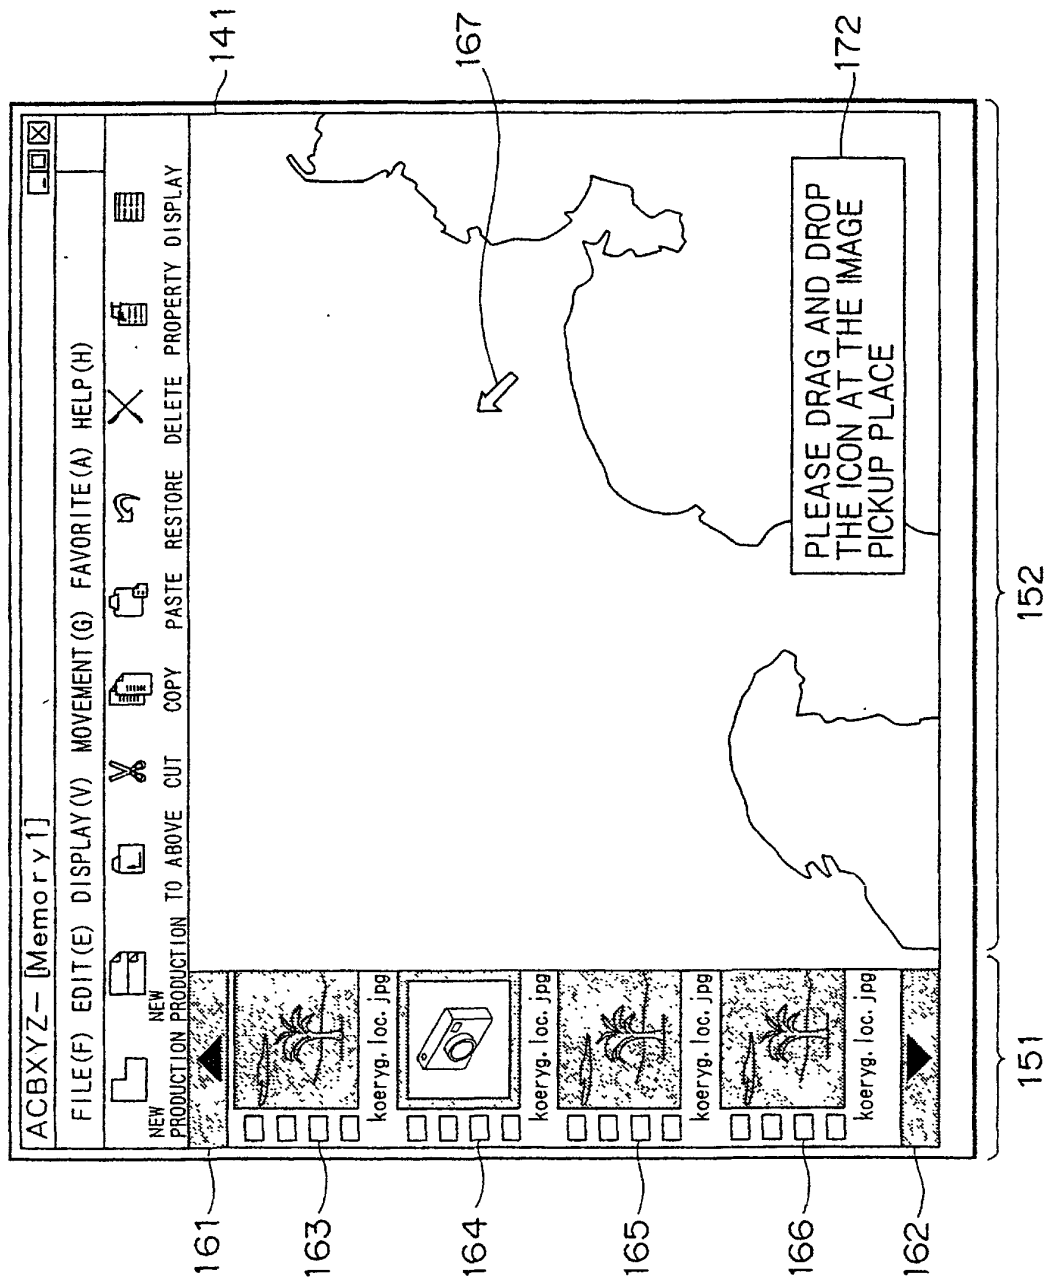 ACBXYZ—[Memory1]
FILE(F) EDIT(E) DISPLAY(V) MOVEMENT(G) FAVORITE(A) HELP(H)
NEW PRODUCTION
NEW PRODUCTION
TO ABOVE
CUT
COPY
PASTE
RESTORE
DELETE
PROPERTY
DISPLAY
141
161
163
koeryg. loc. jpg
167
164
koeryg. loc. jpg
165
koeryg. loc. jpg
166
koeryg. loc. jpg
162
PLEASE DRAG AND DROP
THE ICON AT THE IMAGE
PICKUP PLACE
172
151
152